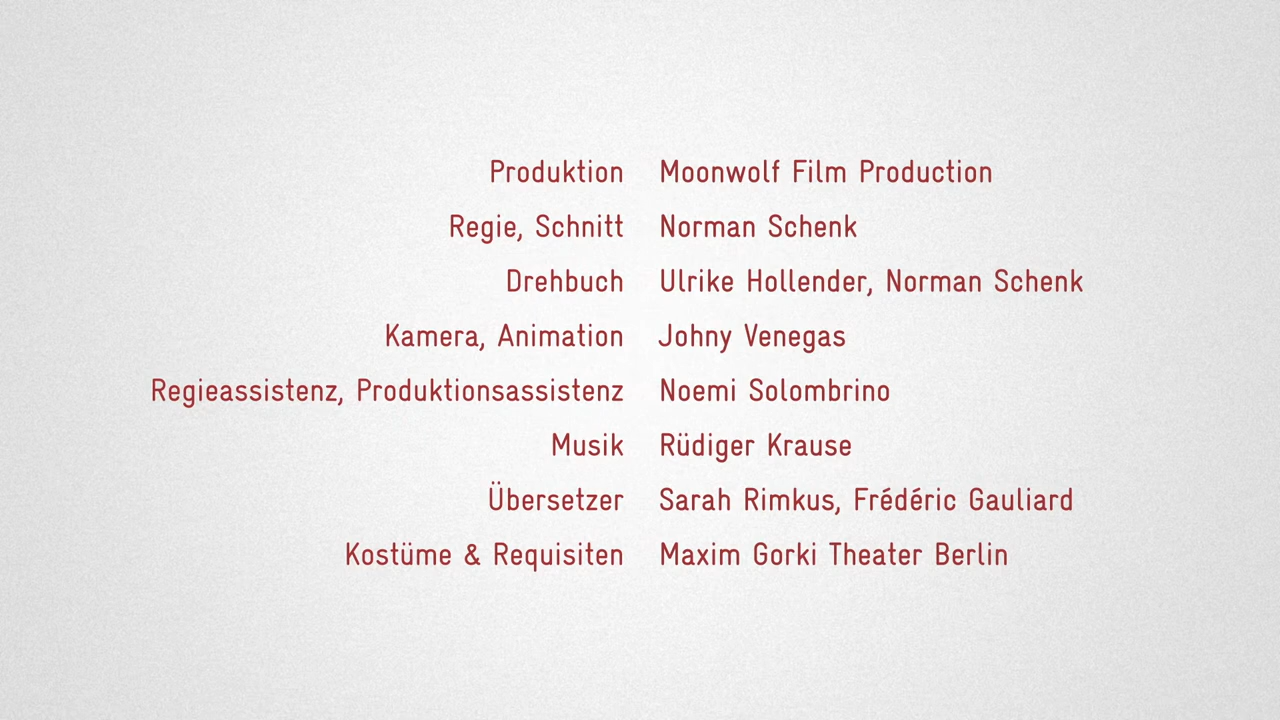 Produktion Moonwolf Film Production
Regie, Schnitt Norman Schenk
Drehbuch Ulrike Hollender, Norman Schenk
Kamera, Animation Johny Venegas
Regieassistenz, Produktionsassistenz Noemi Solombrino
Musik Rüdiger Krause
Übersetzer Sarah Rimkus, Frédéric Gauliard
Kostüme & Requisiten Maxim Gorki Theater Berlin